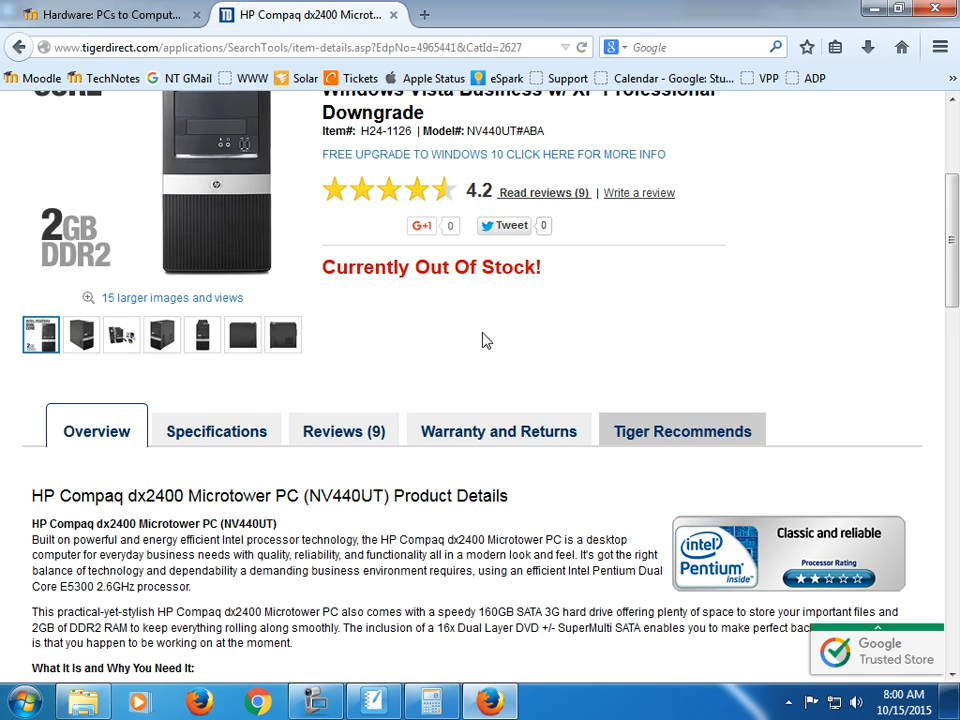 Hardware: PCs to Comput... × HP Compaq dx2400 Microt... × +
www.tigerdirect.com/applications/SearchTools/item-details.asp?EdpNo=4965441&CatId=2627 Google
Moodle TechNotes NT GMail WWW Solar Tickets Apple Status eSpark Support Calendar - Google: Stu... VPP ADP »
Windows Vista Business w/ XP Professional
Downgrade
Item#: H24-1126 | Model#: NV440UT#ABA
FREE UPGRADE TO WINDOWS 10 CLICK HERE FOR MORE INFO
4.2 Read reviews (9) | Write a review
G+1 0 Tweet 0
2GB
DDR2
Currently Out Of Stock!
15 larger images and views
Overview Specifications Reviews (9) Warranty and Returns Tiger Recommends
HP Compaq dx2400 Microtower PC (NV440UT) Product Details
HP Compaq dx2400 Microtower PC (NV440UT)
Built on powerful and energy efficient Intel processor technology, the HP Compaq dx2400 Microtower PC is a desktop
computer for everyday business needs with quality, reliability, and functionality all in a modern look and feel. It's got the right
balance of technology and dependability a demanding business environment requires, using an efficient Intel Pentium Dual
Core E5300 2.6GHz processor.
intel
Pentium
inside™
Classic and reliable
Processor Rating
This practical-yet-stylish HP Compaq dx2400 Microtower PC also comes with a speedy 160GB SATA 3G hard drive offering plenty of space to store your important files and
2GB of DDR2 RAM to keep everything rolling along smoothly. The inclusion of a 16x Dual Layer DVD +/- SuperMulti SATA enables you to make perfect
is that you happen to be working on at the moment.
What It Is and Why You Need It:
Google
Trusted Store
8:00 AM
10/15/2015